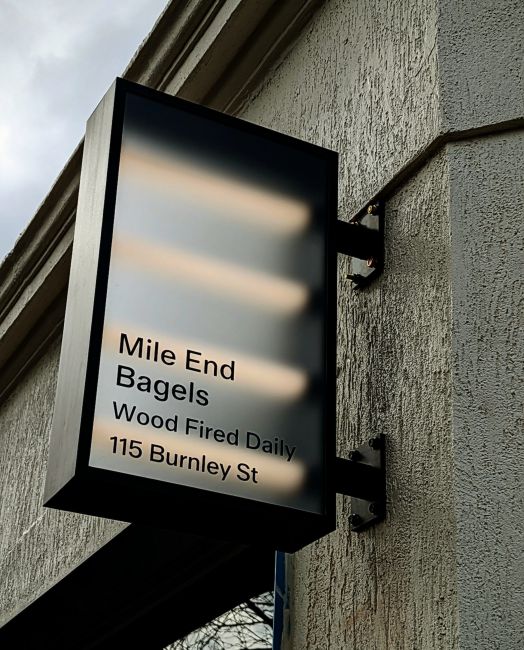 Mile End
Bagels
Wood Fired Daily
115 Burnley St